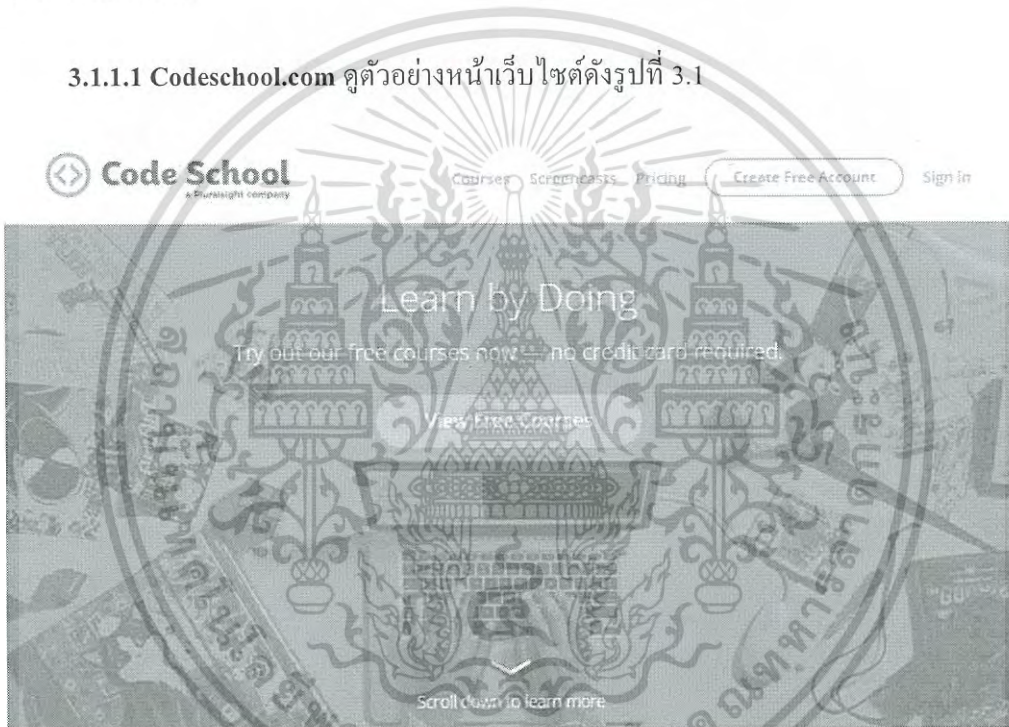 3.1.1.1 Codeschool.com ดูตัวอย่างหน้าเว็บไซต์ดังรูปที่ 3.1
Code School
a Pluralsight company
Courses Screencasts Pricing Create Free Account Sign in
Learn by Doing
Try out our free courses now — no credit card required.
View Free Courses
Scroll down to learn more